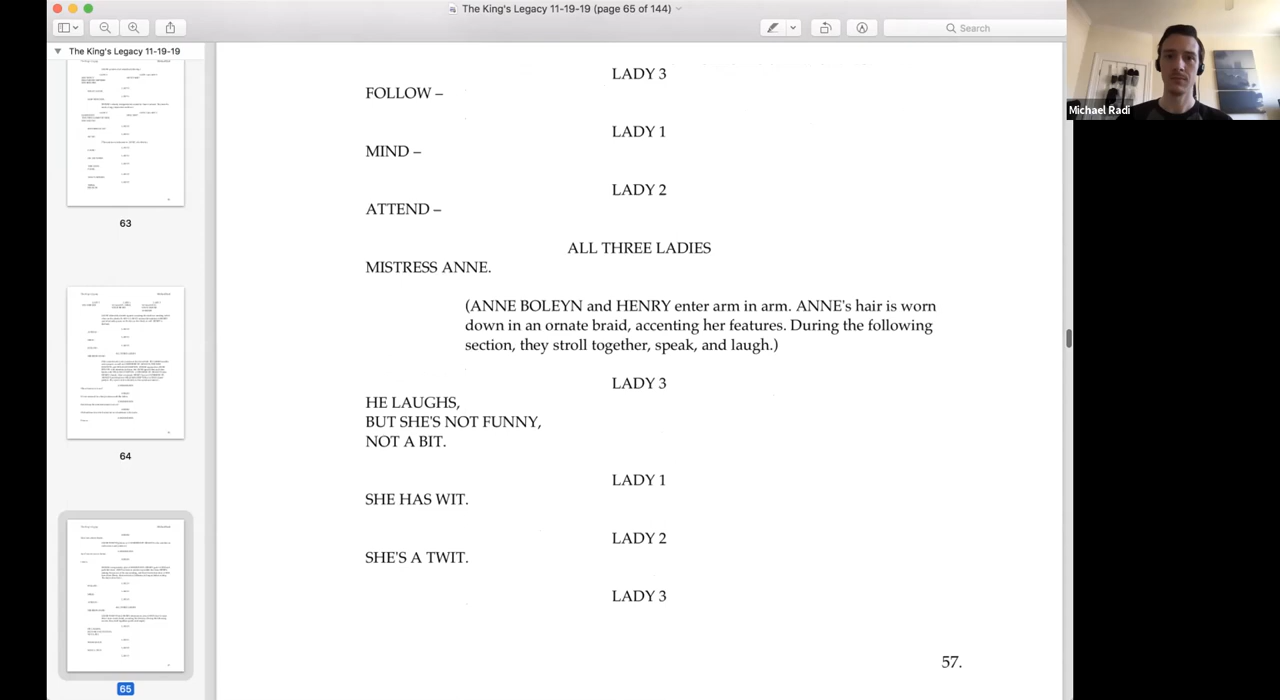 The King's Legacy 11-19-19 (page 65 of 144)
Search
Michael Radi
The King's Legacy 11-19-19
63
64
65
LADY 3
FOLLOW –
LADY 1
MIND –
LADY 2
ATTEND –
ALL THREE LADIES
MISTRESS ANNE.
(ANNE BOLEYN and HENRY enter arm in arm. ANNE's hair is worn
down in an ornate braid, accenting her features. During the following
section, they stroll together, speak, and laugh.)
LADY 3
HE LAUGHS,
BUT SHE'S NOT FUNNY,
NOT A BIT.
LADY 1
SHE HAS WIT.
LADY 2
SHE'S A TWIT.
LADY 3
57.